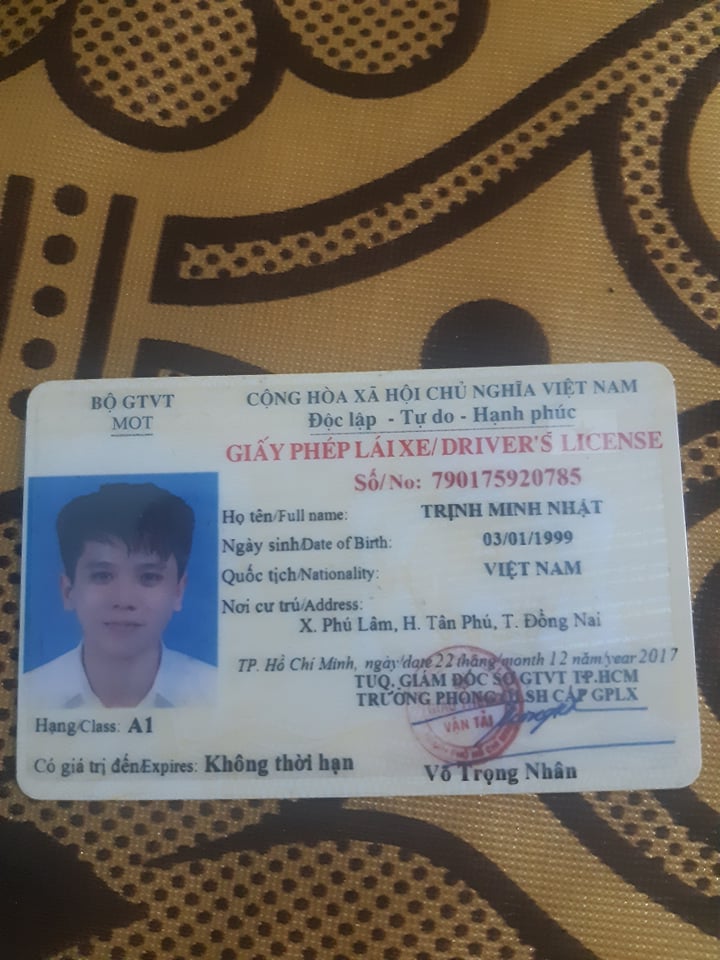 BỘ GTVT
MOT
CỘNG HÒA XÃ HỘI CHỦ NGHĨA VIỆT NAM
Độc lập - Tự do - Hạnh phúc
GIẤY PHÉP LÁI XE/ DRIVER'S LICENSE
Số/No: 790175920785
Họ tên/Full name: TRỊNH MINH NHẬT
Ngày sinh/Date of Birth: 03/01/1999
Quốc tịch/Nationality: VIỆT NAM
Nơi cư trú/Address:
X. Phú Lâm, H. Tân Phú, T. Đồng Nai
TP. Hồ Chí Minh, ngày/date 22 tháng/month 12 năm/year 2017
TUQ. GIÁM ĐỐC SỞ GTVT TP.HCM
TRƯỞNG PHÒNG QLSH CẤP GPLX
VẬN TẢI
Hạng/Class: A1
Có giá trị đến/Expires: Không thời hạn
Võ Trọng Nhân